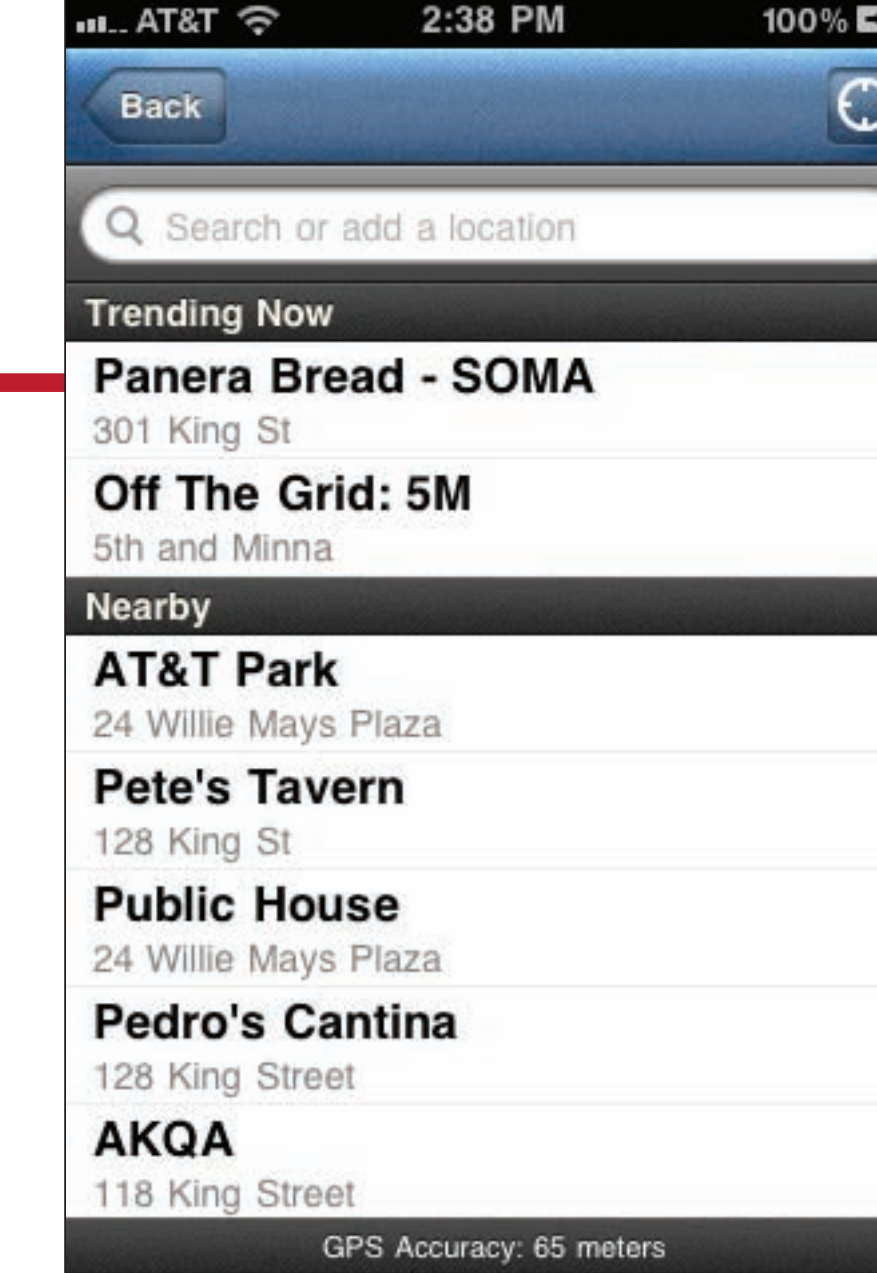 AT&T 2:38 PM 100%
Back
Search or add a location
Trending Now
Panera Bread - SOMA
301 King St
Off The Grid: 5M
5th and Minna
Nearby
AT&T Park
24 Willie Mays Plaza
Pete's Tavern
128 King St
Public House
24 Willie Mays Plaza
Pedro's Cantina
128 King Street
AKQA
118 King Street
GPS Accuracy: 65 meters